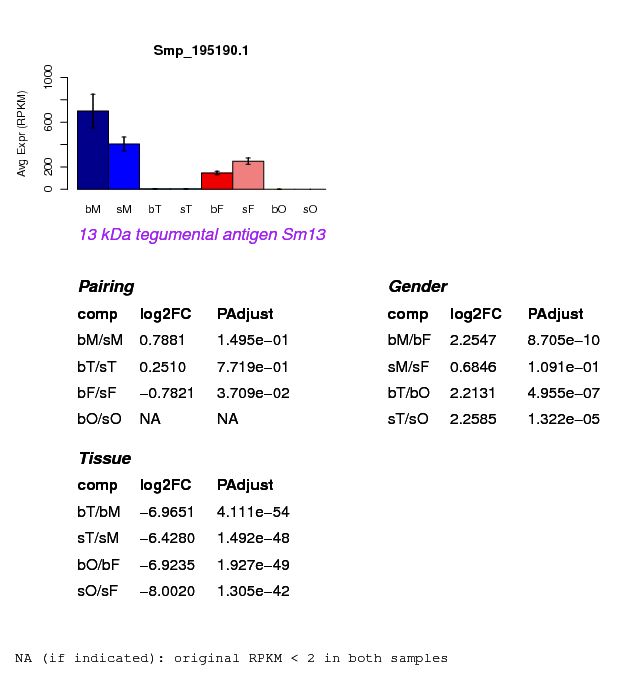 Smp_195190.1
Avg Expr (RPKM)
1000
600
200
0
bM sM bT sT bF sF bO sO
13 kDa tegumental antigen Sm13
Pairing
comp log2FC PAdjust
bM/sM 0.7881 1.495e−01
bT/sT 0.2510 7.719e−01
bF/sF −0.7821 3.709e−02
bO/sO NA NA
Gender
comp log2FC PAdjust
bM/bF 2.2547 8.705e−10
sM/sF 0.6846 1.091e−01
bT/bO 2.2131 4.955e−07
sT/sO 2.2585 1.322e−05
Tissue
comp log2FC PAdjust
bT/bM −6.9651 4.111e−54
sT/sM −6.4280 1.492e−48
bO/bF −6.9235 1.927e−49
sO/sF −8.0020 1.305e−42
NA (if indicated): original RPKM < 2 in both samples